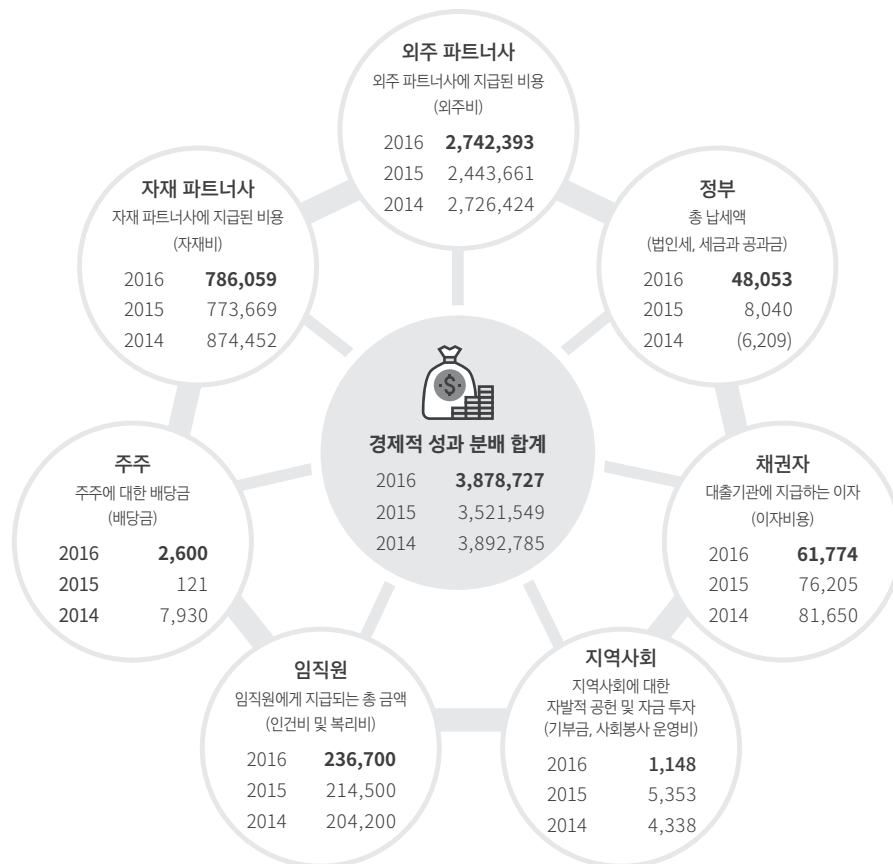 외주 파트너사
외주 파트너사에 지급된 비용
(외주비)
2016 2,742,393
2015 2,443,661
2014 2,726,424
자재 파트너사
자재 파트너사에 지급된 비용
(자재비)
2016 786,059
2015 773,669
2014 874,452
정부
총 납세액
(법인세, 세금과 공과금)
2016 48,053
2015 8,040
2014 (6,209)
$
경제적 성과 분배 합계
2016 3,878,727
2015 3,521,549
2014 3,892,785
주주
주주에 대한 배당금
(배당금)
2016 2,600
2015 121
2014 7,930
채권자
대출기관에 지급하는 이자
(이자비용)
2016 61,774
2015 76,205
2014 81,650
임직원
임직원에게 지급되는 총 금액
(인건비 및 복리비)
2016 236,700
2015 214,500
2014 204,200
지역사회
지역사회에 대한
자발적 공헌 및 자금 투자
(기부금, 사회봉사 운영비)
2016 1,148
2015 5,353
2014 4,338